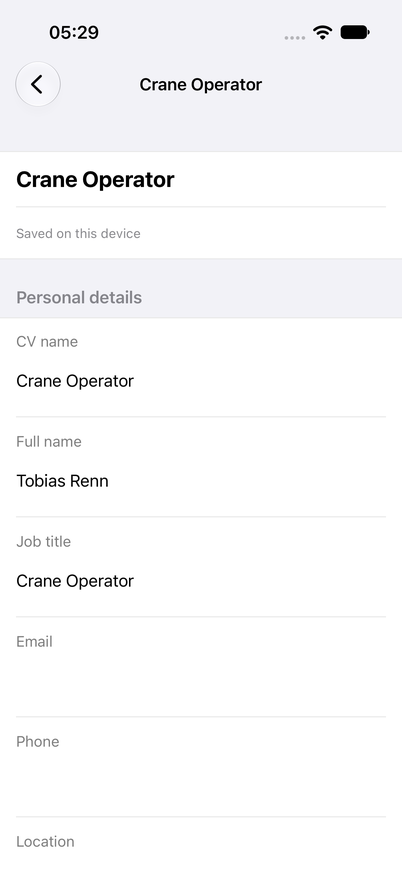 05:29
Crane Operator
Crane Operator
Saved on this device
Personal details
CV name
Crane Operator
Full name
Tobias Renn
Job title
Crane Operator
Email
Phone
Location